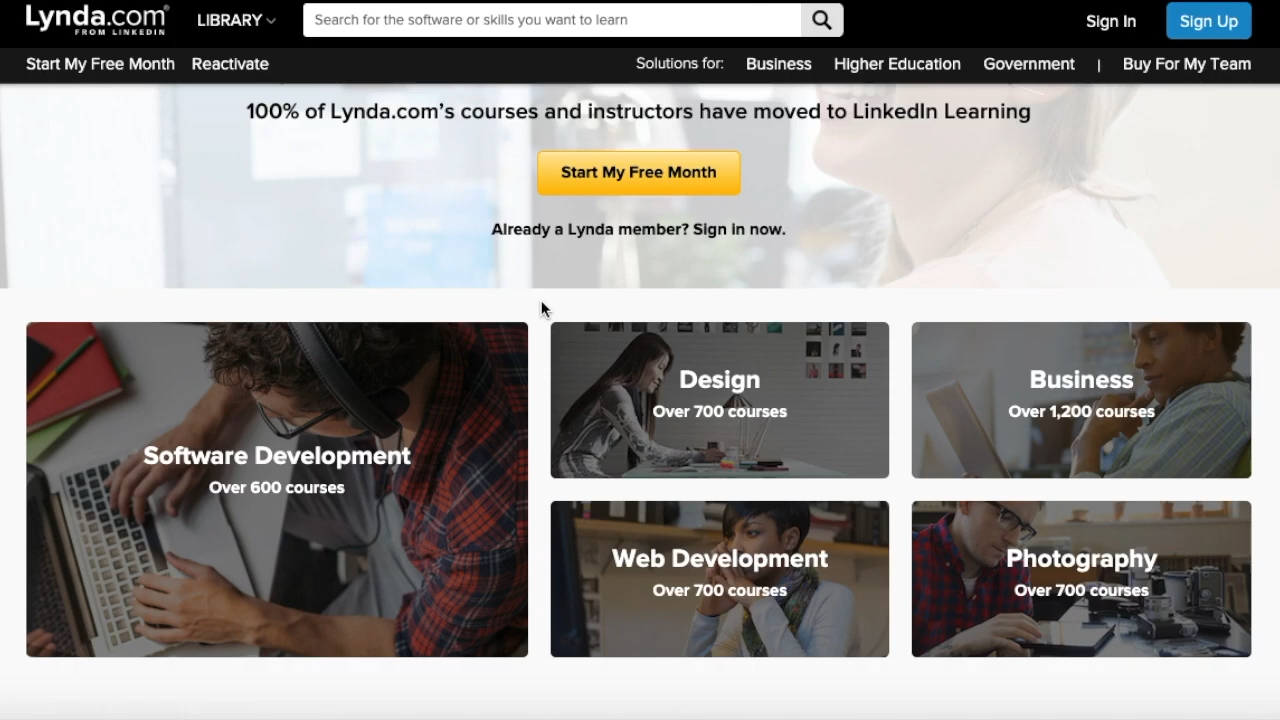 Lynda.com®
FROM LINKEDIN
LIBRARY
Search for the software or skills you want to learn
Sign In
Sign Up
Start My Free Month
Reactivate
Solutions for:
Business
Higher Education
Government
|
Buy For My Team
100% of Lynda.com’s courses and instructors have moved to LinkedIn Learning
Start My Free Month
Already a Lynda member? Sign in now.
Software Development
Over 600 courses
Design
Over 700 courses
Business
Over 1,200 courses
Web Development
Over 700 courses
Photography
Over 700 courses